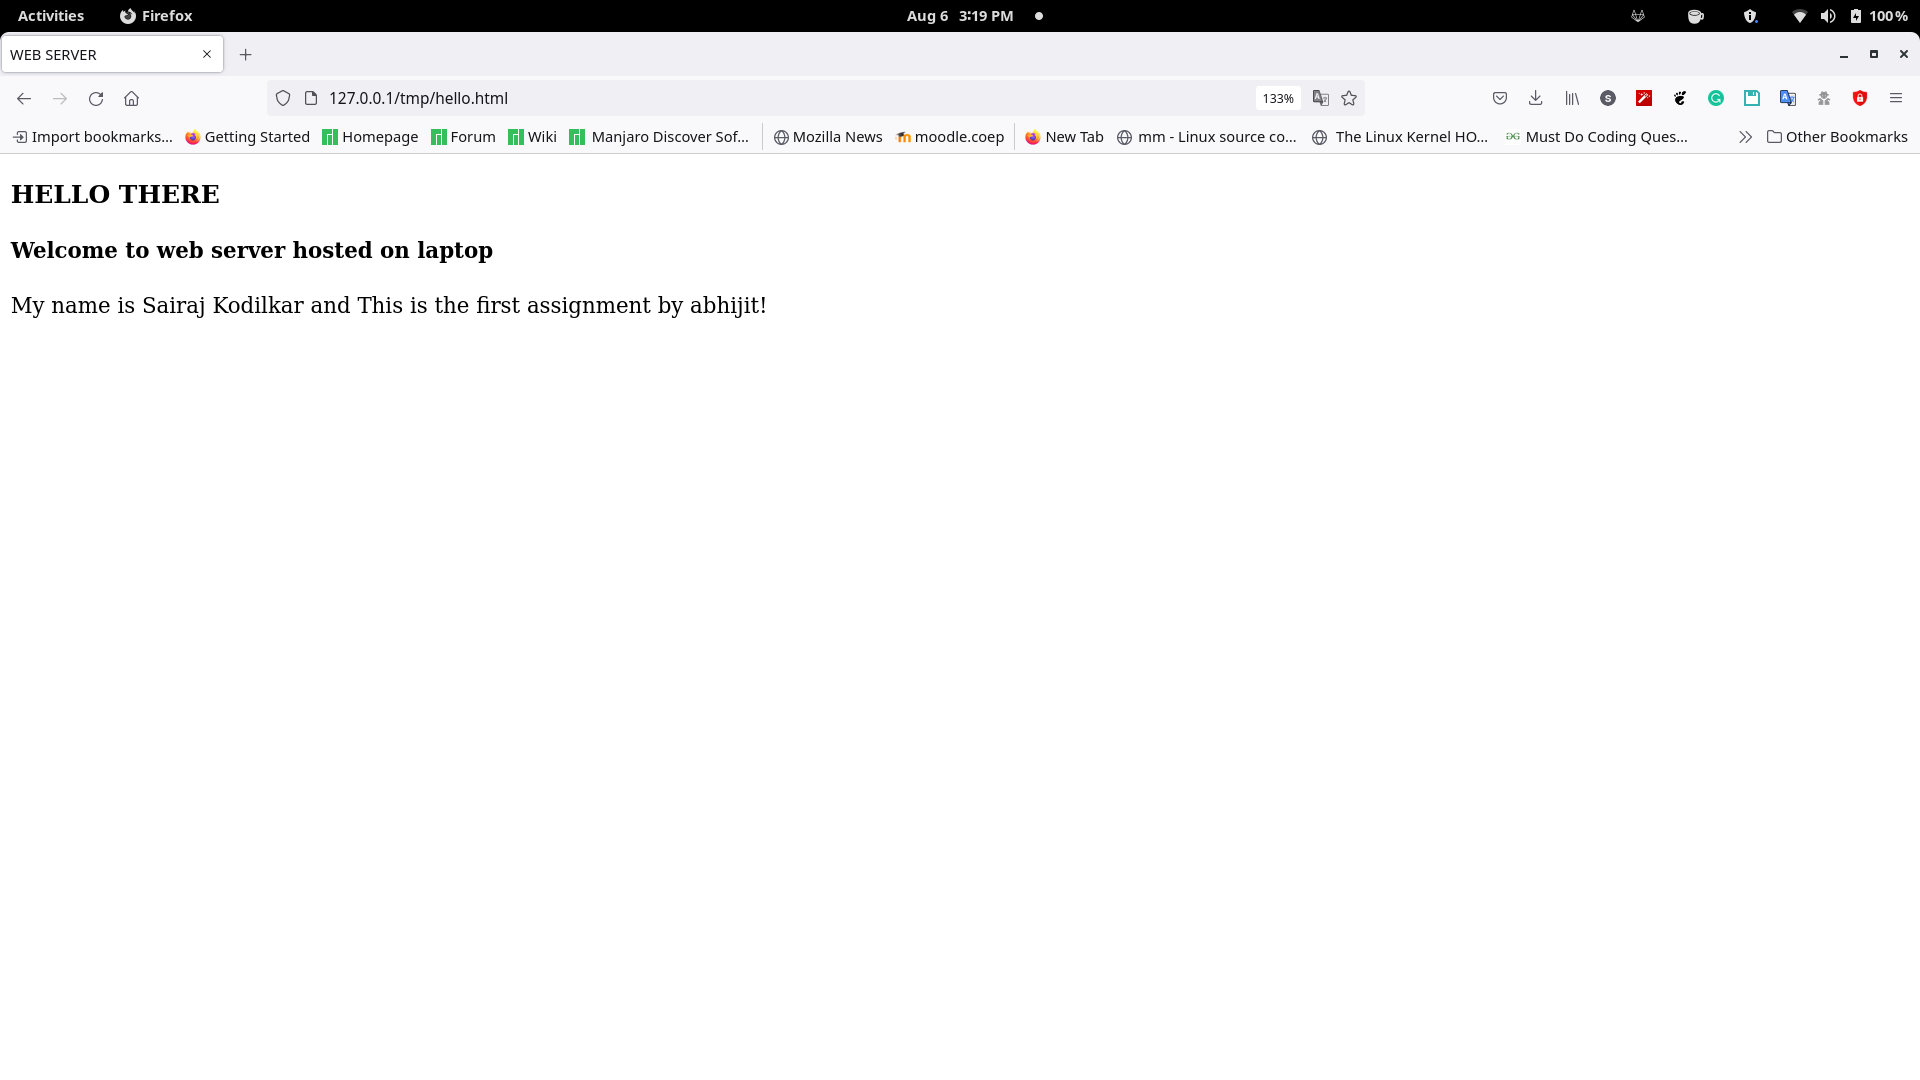 Activities Firefox Aug 6 3:19 PM 100 %
WEB SERVER
127.0.0.1/tmp/hello.html 133%
Import bookmarks... Getting Started Homepage Forum Wiki Manjaro Discover Sof... Mozilla News moodle.coep New Tab mm - Linux source co... The Linux Kernel HO... Must Do Coding Ques... Other Bookmarks
HELLO THERE
Welcome to web server hosted on laptop
My name is Sairaj Kodilkar and This is the first assignment by abhijit!